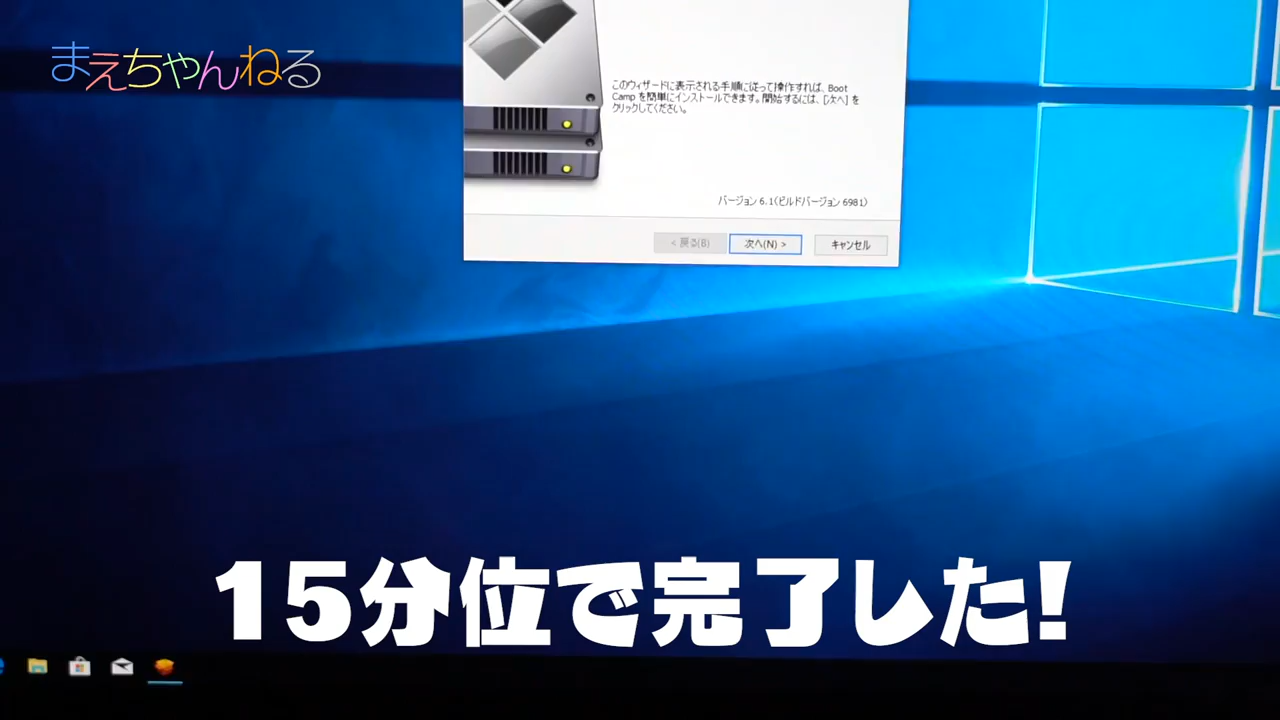 まえちゃんねる
このウィザードに表示される手順に従って操作すれば、Boot
Camp を簡単にインストールできます。開始するには、[次へ] を
クリックしてください。
バージョン 6.1(ビルドバージョン 6981)
< 戻る(B)
次へ(N) >
キャンセル
15分位で完了した!